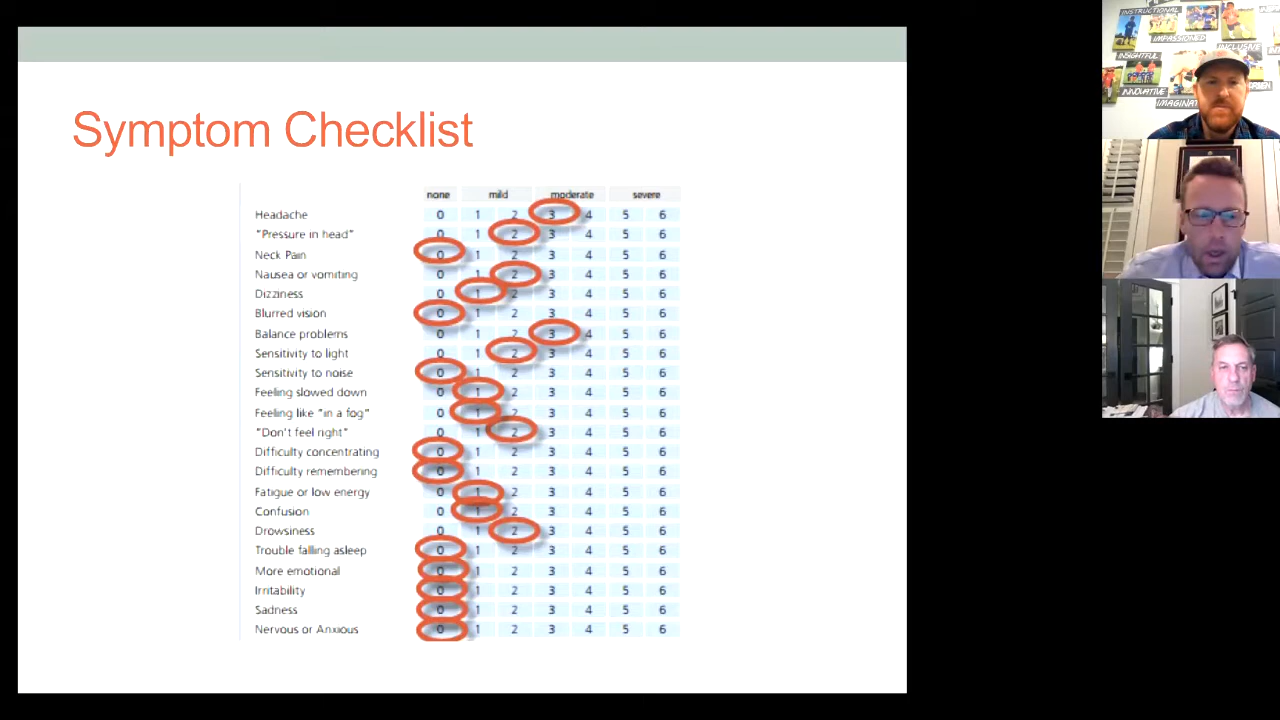 Symptom Checklist
none mild moderate severe
Headache 0 1 2 3 4 5 6
"Pressure in head" 0 1 2 3 4 5 6
Neck Pain 0 1 2 3 4 5 6
Nausea or vomiting 0 1 2 3 4 5 6
Dizziness 0 1 2 3 4 5 6
Blurred vision 0 1 2 3 4 5 6
Balance problems 0 1 2 3 4 5 6
Sensitivity to light 0 1 2 3 4 5 6
Sensitivity to noise 0 1 2 3 4 5 6
Feeling slowed down 0 1 2 3 4 5 6
Feeling like "in a fog" 0 1 2 3 4 5 6
"Don't feel right" 0 1 2 3 4 5 6
Difficulty concentrating 0 1 2 3 4 5 6
Difficulty remembering 0 1 2 3 4 5 6
Fatigue or low energy 0 1 2 3 4 5 6
Confusion 0 1 2 3 4 5 6
Drowsiness 0 1 2 3 4 5 6
Trouble falling asleep 0 1 2 3 4 5 6
More emotional 0 1 2 3 4 5 6
Irritability 0 1 2 3 4 5 6
Sadness 0 1 2 3 4 5 6
Nervous or Anxious 0 1 2 3 4 5 6
INSTRUCTIONAL
IMPASSIONED
INCLUSIVE
INSIGHTFUL
INNOVATIVE
IMAGINAT